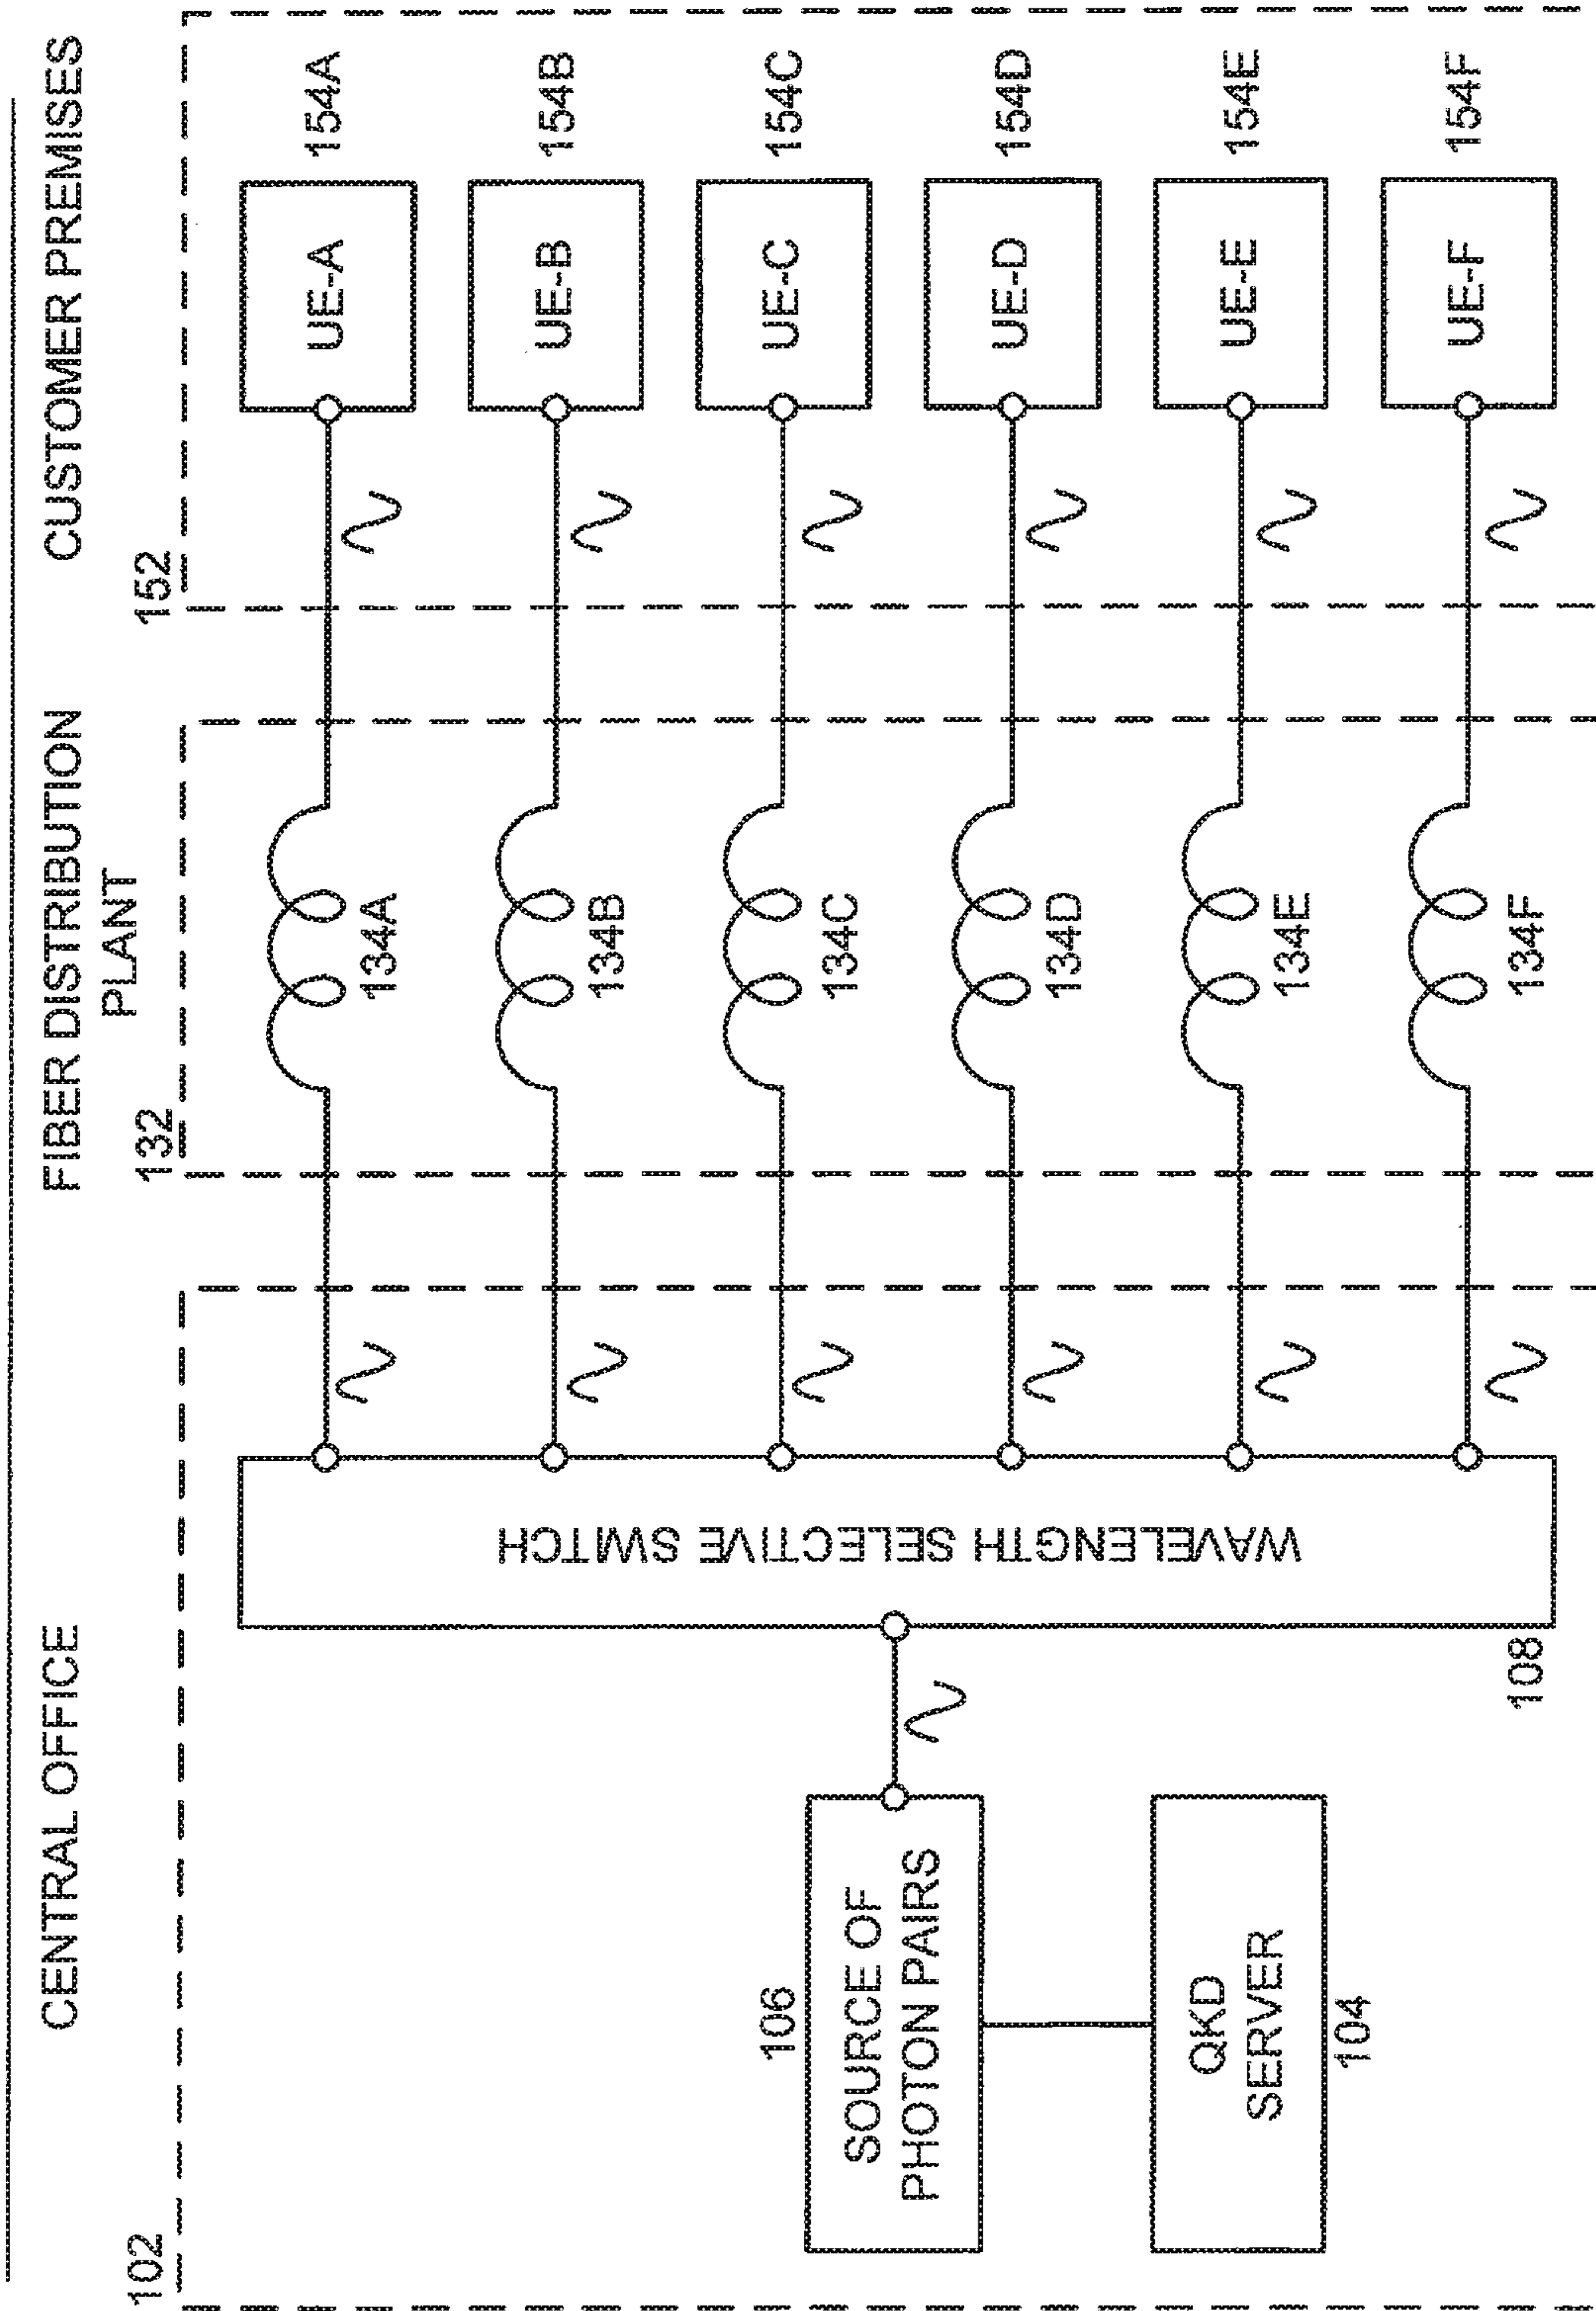 CENTRAL OFFICE
FIBER DISTRIBUTION
PLANT
CUSTOMER PREMISES
102
132
152
106
SOURCE OF
PHOTON PAIRS
QKD
SERVER
104
WAVELENGTH SELECTIVE SWITCH
108
134A
UE-A
154A
134B
UE-B
154B
134C
UE-C
154C
134D
UE-D
154D
134E
UE-E
154E
134F
UE-F
154F